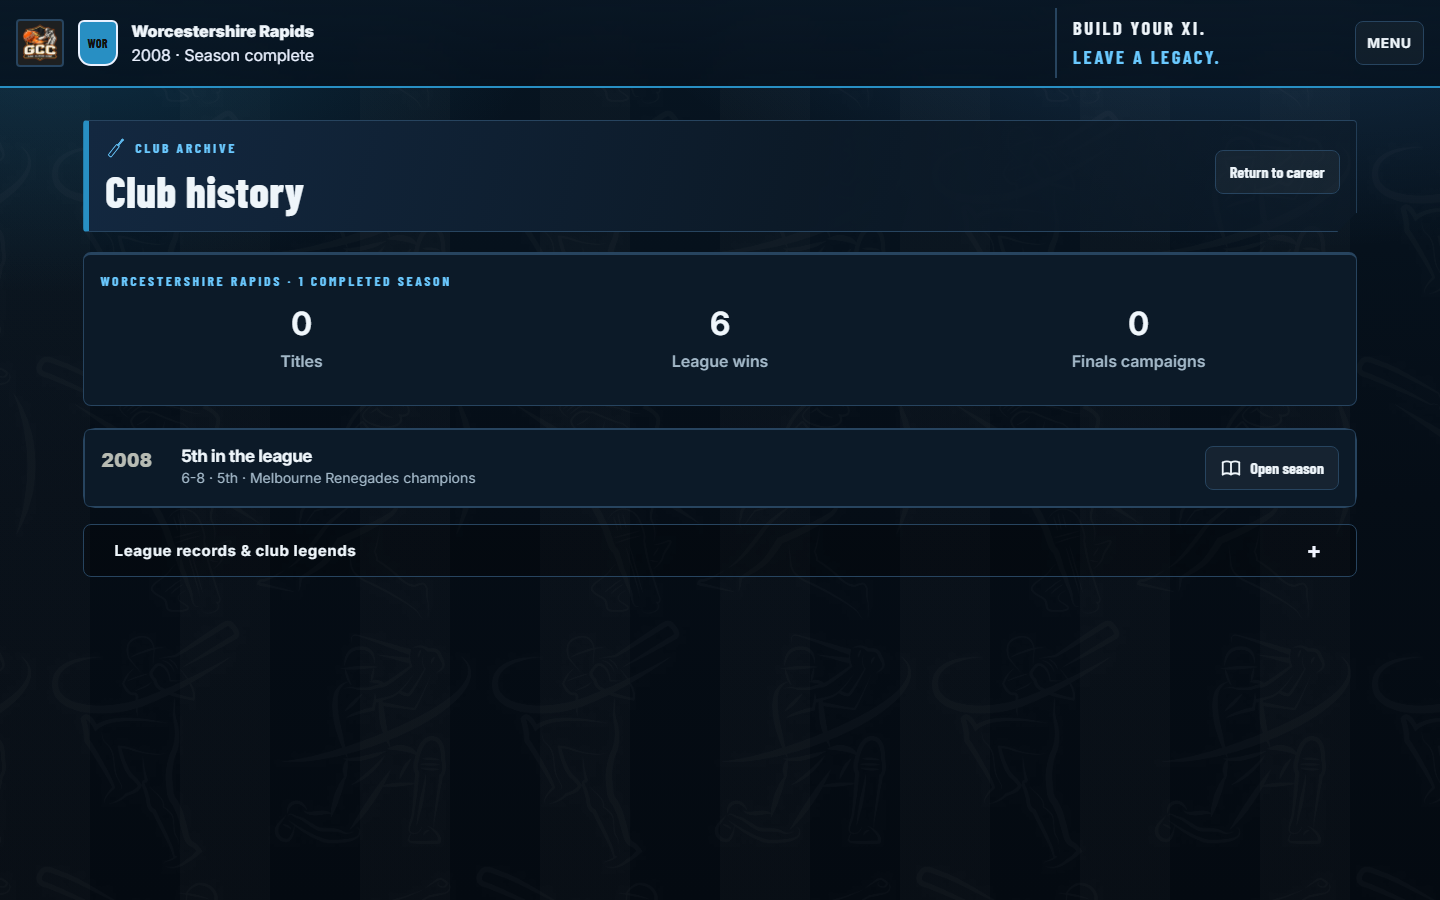 GCC
WOR
Worcestershire Rapids
2008 · Season complete
BUILD YOUR XI.
LEAVE A LEGACY.
MENU
CLUB ARCHIVE
Club history
Return to career
WORCESTERSHIRE RAPIDS · 1 COMPLETED SEASON
0
Titles
6
League wins
0
Finals campaigns
2008
5th in the league
6-8 · 5th · Melbourne Renegades champions
Open season
League records & club legends
+